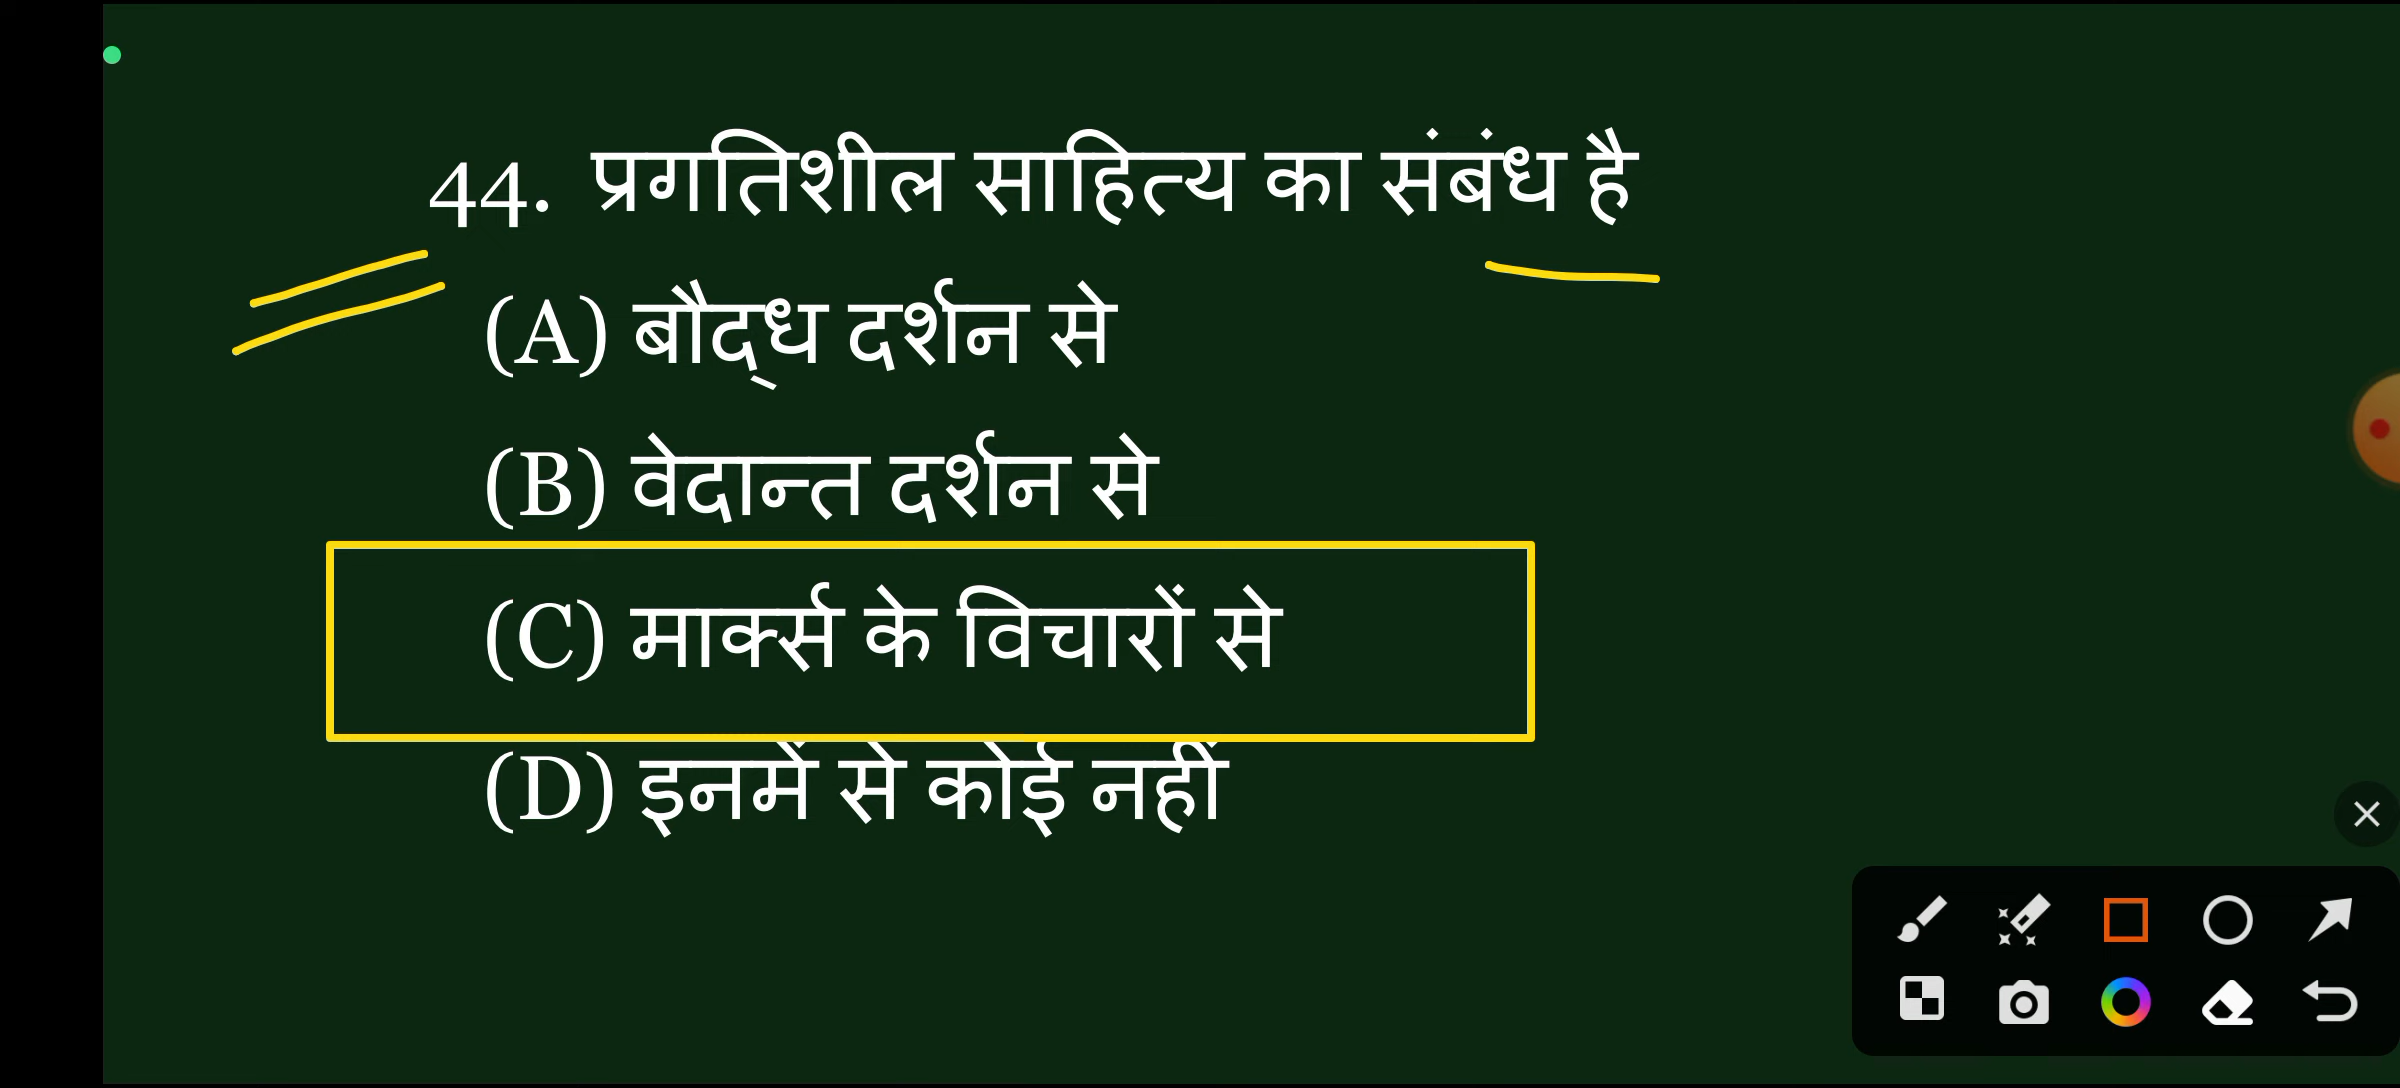 44. प्रगतिशील साहित्य का संबंध है
(A) बौद्‌ध दर्शन से
(B) वेदान्त दर्शन से
(C) मार्क्स के विचारों से
(D) इनमें से कोई नहीं